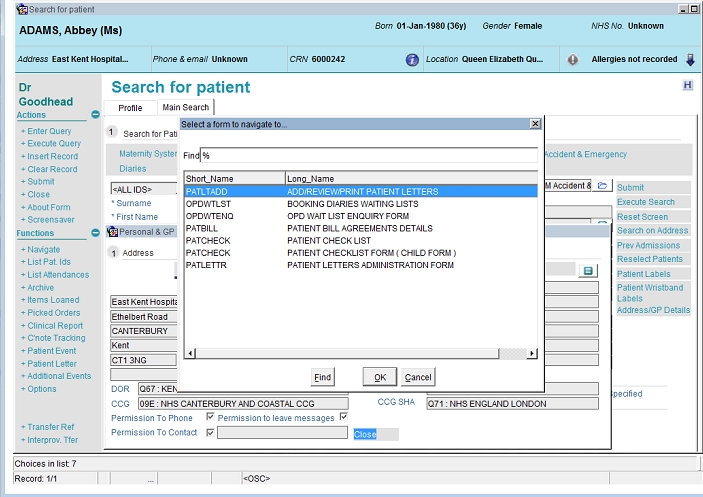 Search for patient
ADAMS, Abbey (Ms)
Born 01-Jan-1980 (36y) Gender Female NHS No. Unknown
Address East Kent Hospital... Phone & email Unknown CRN 6000242 Location Queen Elizabeth Qu... Allergies not recorded
Dr Goodhead
Search for patient
H
Profile Main Search
Actions
+ Enter Query
+ Execute Query
+ Insert Record
+ Clear Record
+ Submit
+ Close
+ About Form
+ Screensaver
Functions
+ Navigate
+ List Pat. Ids
+ List Attendances
+ Archive
+ Items Loaned
+ Picked Orders
+ Clinical Report
+ C'note Tracking
+ Patient Event
+ Patient Letter
+ Additional Events
+ Options
+ Transfer Ref
+ Interprov. Tfer
1 Search for Pati
Maternity System
Diaries
Accident & Emergency
<ALL IDS>
* Surname
* First Name
M Accident &
Submit
Execute Search
Reset Screen
Search on Address
Prev Admissions
Reselect Patients
Patient Labels
Patient Wristband
Labels
Address/GP Details
Select a form to navigate to...
Find %
Short_Name Long_Name
PATLTADD ADD/REVIEW/PRINT PATIENT LETTERS
OPDWTLST BOOKING DIARIES WAITING LISTS
OPDWTENQ OPD WAIT LIST ENQUIRY FORM
PATBILL PATIENT BILL AGREEMENTS DETAILS
PATCHECK PATIENT CHECK LIST
PATCHECK PATIENT CHECKLIST FORM ( CHILD FORM )
PATLETTR PATIENT LETTERS ADMINISTRATION FORM
Find OK Cancel
Personal & GP
1 Address
East Kent Hospita
Ethelbert Road
CANTERBURY
Kent
CT1 3NG
DOR Q67 : KEN
CCG 09E : NHS CANTERBURY AND COASTAL CCG CCG SHA Q71 : NHS ENGLAND LONDON
pecified
Permission To Phone Permission to leave messages
Permission To Contact Close
Choices in list: 7
Record: 1/1 ... <OSC>